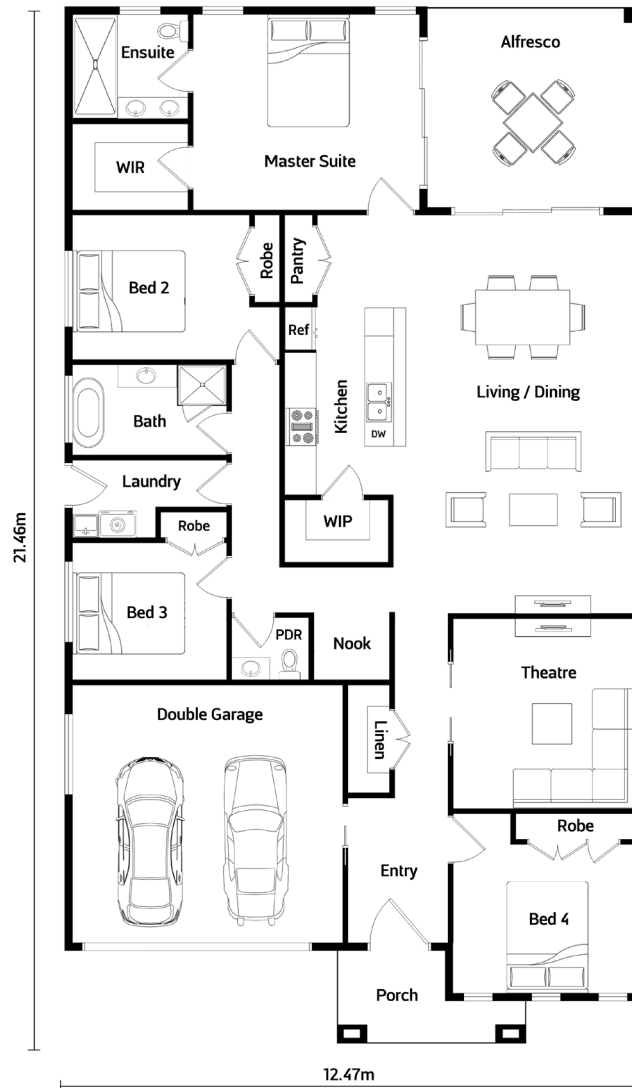 Ensuite
Alfresco
WIR
Master Suite
Bed 2
Robe
Pantry
Ref
Kitchen
Living / Dining
Bath
DW
Laundry
Robe
WIP
21.46m
Bed 3
PDR
Nook
Theatre
Double Garage
Linen
Robe
Entry
Bed 4
Porch
12.47m